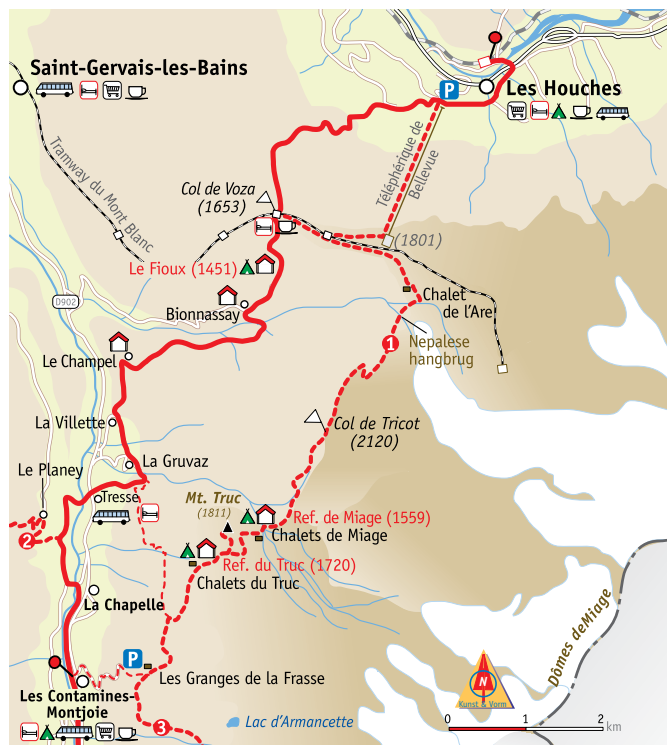 Saint-Gervais-les-Bains
Les Houches
P
Tramway du Mont Blanc
Téléphérique de
Bellevue
Col de Voza
(1653)
(1801)
Le Fioux (1451)
D902
Bionnassay
Chalet
de l'Are
1
Nepalese
hangbrug
Le Champel
Col de Tricot
(2120)
La Villette
La Gruvaz
Le Planey
Tresse
Mt. Truc
(1811)
Ref. de Miage (1559)
Chalets de Miage
2
Ref. du Truc (1720)
Chalets du Truc
La Chapelle
Dômes deMiage
P
Les Granges de la Frasse
Les Contamines-
Montjoie
N
Kunst & Vorm
3
Lac d'Armancette
0 1 2
km